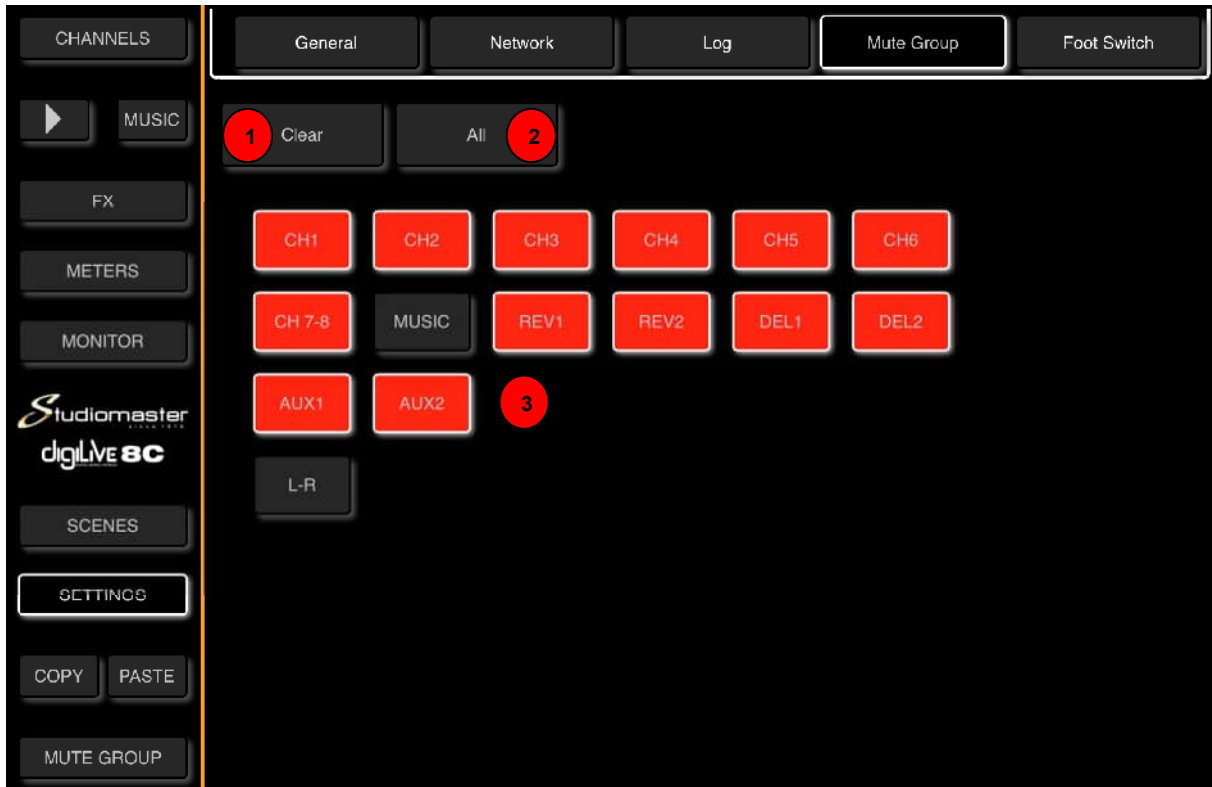 CHANNELS
General Network Log Mute Group Foot Switch
MUSIC
1 Clear All 2
FX
CH1 CH2 CH3 CH4 CH5 CH6
METERS
CH 7-8 MUSIC REV1 REV2 DEL1 DEL2
MONITOR
AUX1 AUX2 3
Studiomaster
digiLiVE 8C
L-R
SCENES
SETTINGS
COPY PASTE
MUTE GROUP